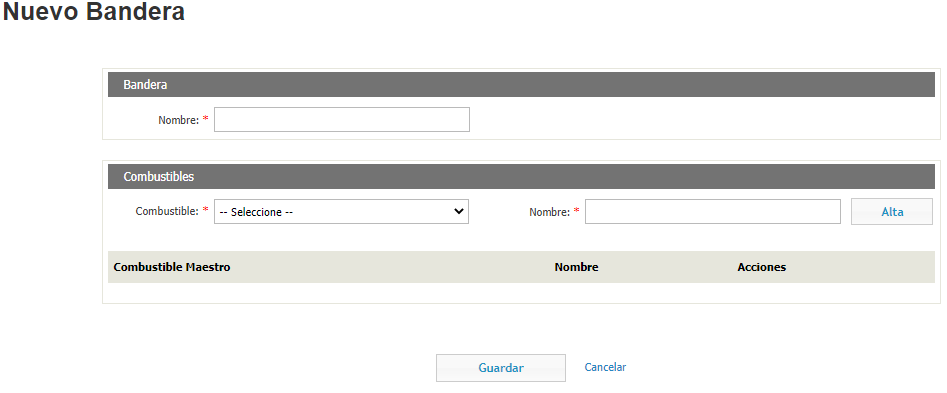 Nuevo Bandera
Bandera
Nombre: *
Combustibles
Combustible: * -- Seleccione -- Nombre: * Alta
Combustible Maestro Nombre Acciones
Guardar Cancelar